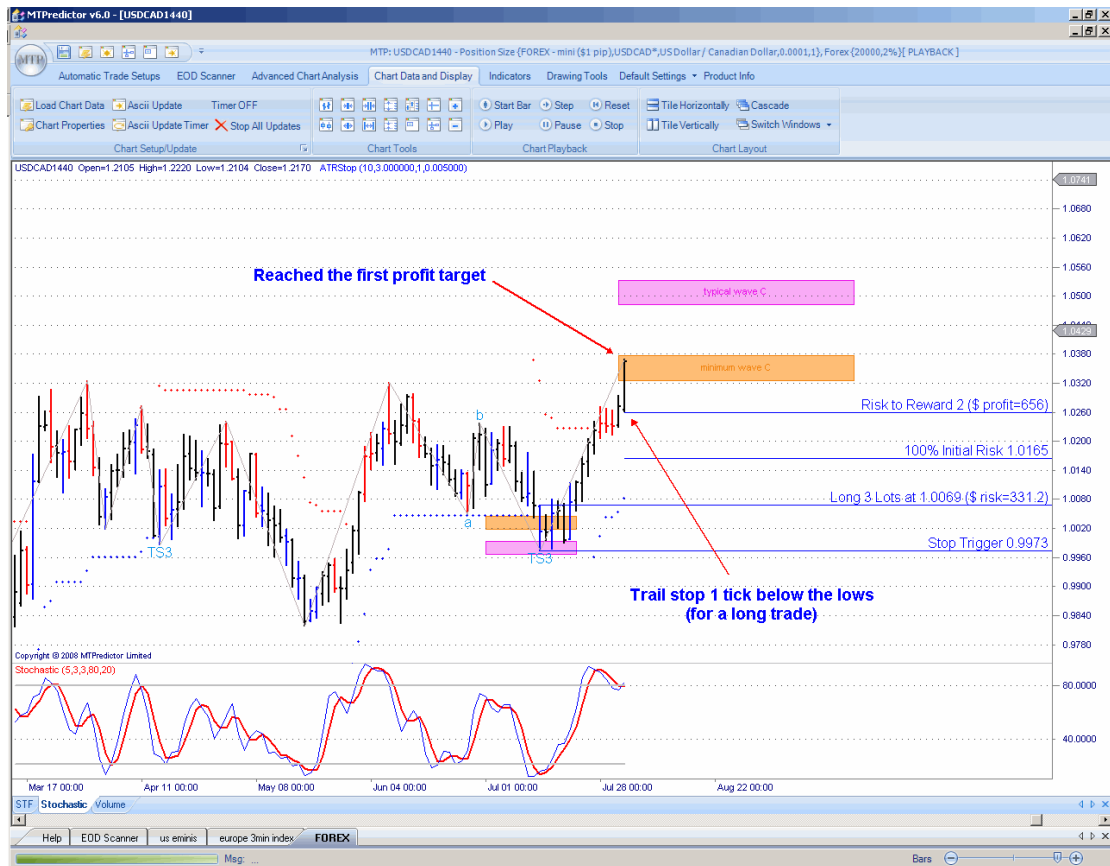 MTPredictor v6.0 - [USDCAD1440]
MTP: USDCAD1440 - Position Size {FOREX - mini ($1 pip),USDCAD*,US Dollar / Canadian Dollar,0.0001,1}, Forex {20000,2%}[ PLAYBACK ]
MTP
Automatic Trade Setups EOD Scanner Advanced Chart Analysis Chart Data and Display Indicators Drawing Tools Default Settings Product Info
Load Chart Data Ascii Update Timer OFF Start Bar Step Reset Tile Horizontally Cascade
Chart Properties Ascii Update Timer Stop All Updates Play Pause Stop Tile Vertically Switch Windows
Chart Setup/Update Chart Tools Chart Playback Chart Layout
USDCAD1440 Open=1.2105 High=1.2220 Low=1.2104 Close=1.2170 ATRStop (10,3.000000,1,0.005000)
1.0741
1.0680
1.0620
Reached the first profit target
1.0560
typical wave C
1.0500
1.0440
1.0429
1.0380
minimum wave C
1.0320
Risk to Reward 2 ($ profit=656)
1.0260
b
1.0200
100% Initial Risk 1.0165
1.0140
Long 3 Lots at 1.0069 ($ risk=331.2)
1.0080
a
1.0020
Stop Trigger 0.9973
TS3
TS3
0.9960
Trail stop 1 tick below the lows
(for a long trade)
0.9900
0.9840
0.9780
Copyright © 2008 MTPredictor Limited
Stochastic (5,3,3,80,20)
80.0000
40.0000
Mar 17 00:00 Apr 11 00:00 May 08 00:00 Jun 04 00:00 Jul 01 00:00 Jul 28 00:00 Aug 22 00:00
STF Stochastic Volume
Help EOD Scanner us eminis europe 3min index FOREX
Msg: ... Bars